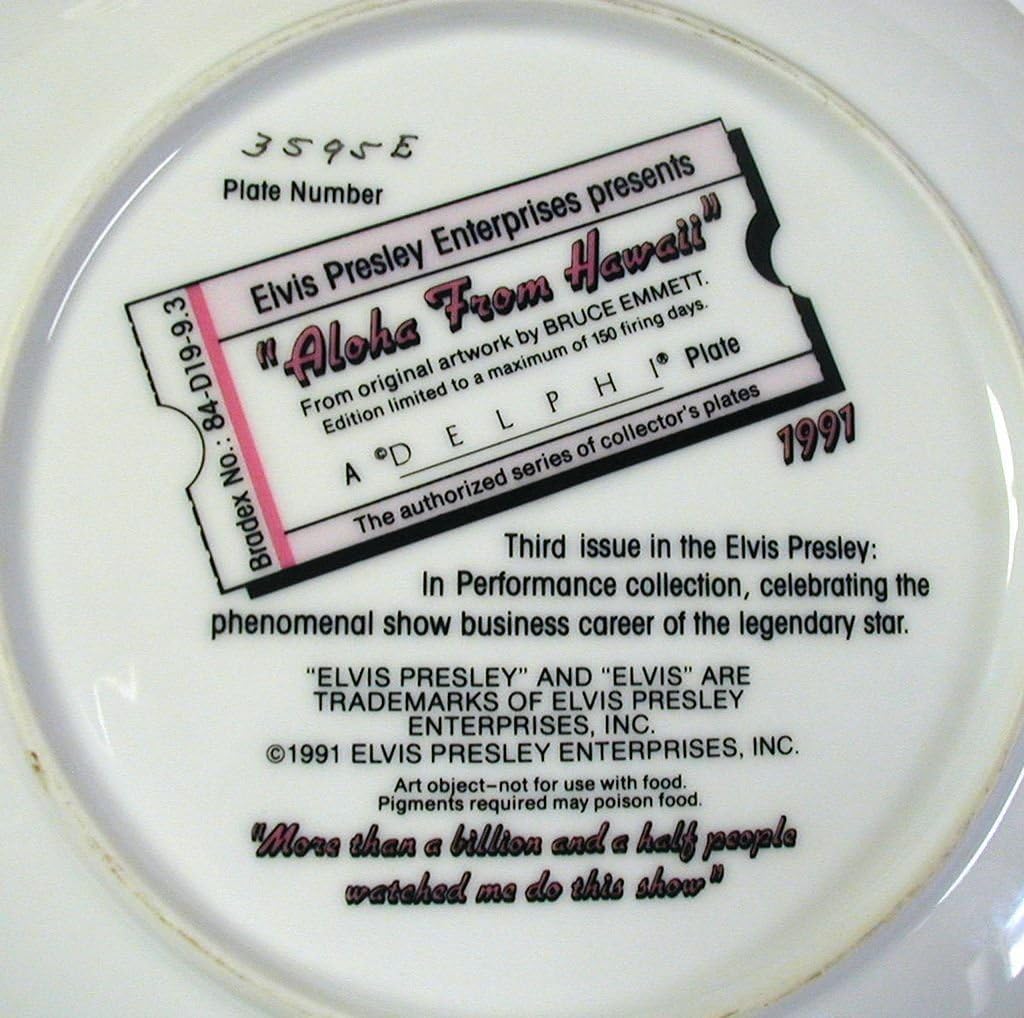 3595E
Plate Number
Elvis Presley Enterprises presents
"Aloha From Hawaii"
From original artwork by BRUCE EMMETT.
Edition limited to a maximum of 150 firing days.
A ©DELPHI® Plate
The authorized series of collector's plates
Bradex No.: 84-D19-9.3
1991
Third issue in the Elvis Presley:
In Performance collection, celebrating the
phenomenal show business career of the legendary star.
"ELVIS PRESLEY" AND "ELVIS" ARE
TRADEMARKS OF ELVIS PRESLEY
ENTERPRISES, INC.
©1991 ELVIS PRESLEY ENTERPRISES, INC.
Art object–not for use with food.
Pigments required may poison food.
"More than a billion and a half people
watched me do this show"